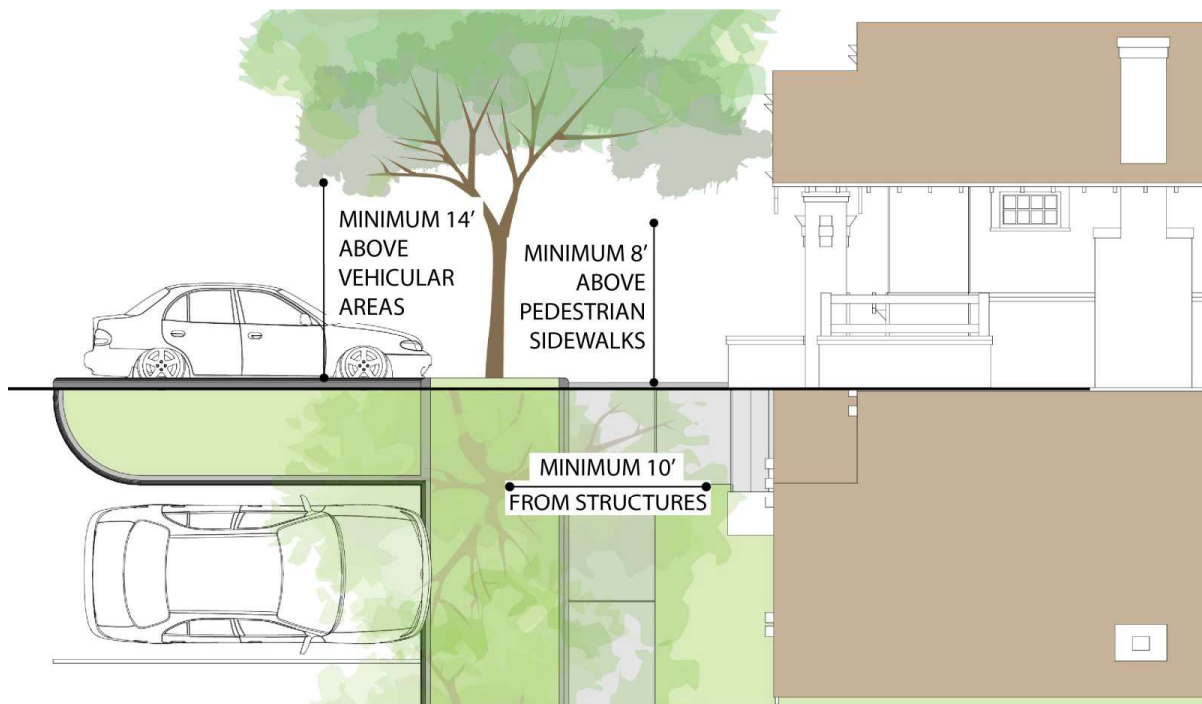 MINIMUM 14’
ABOVE
VEHICULAR
AREAS
MINIMUM 8’
ABOVE
PEDESTRIAN
SIDEWALKS
MINIMUM 10’
FROM STRUCTURES